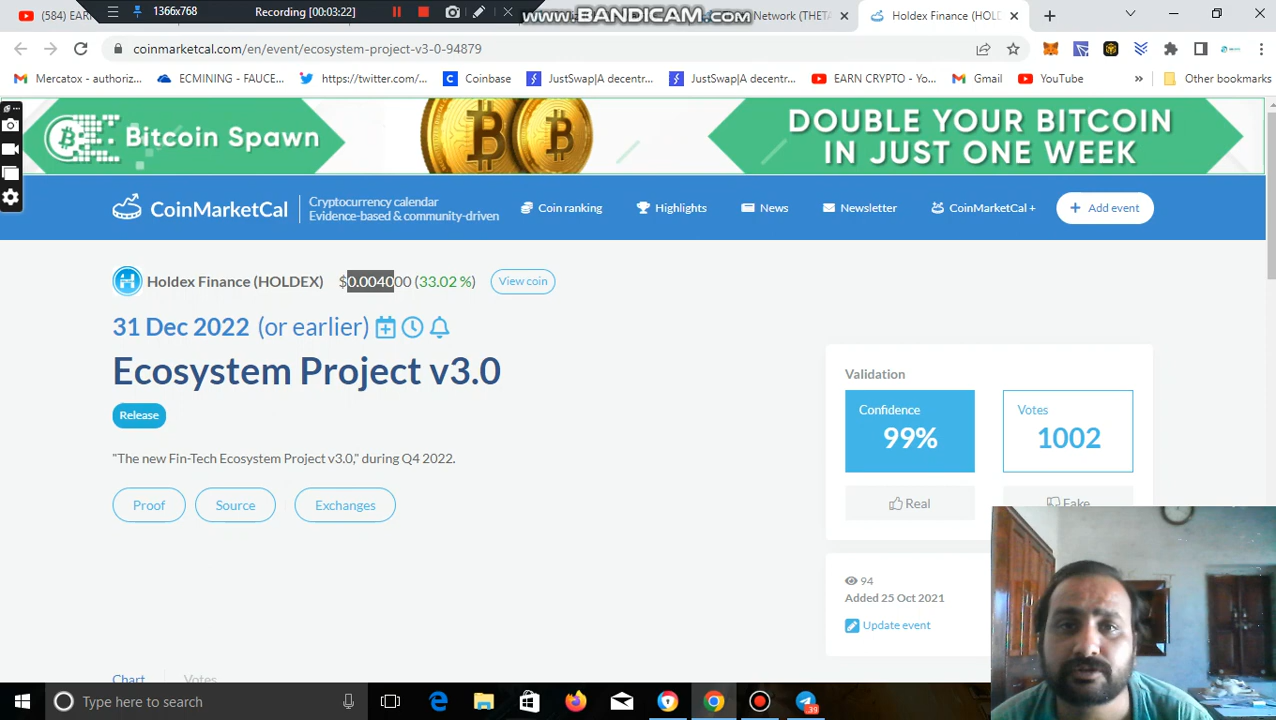 1366x768
Recording [00:03:22]
www.BANDICAM.com
(584) EARN
Network (THETA
Holdex Finance (HOLD
coinmarketcal.com/en/event/ecosystem-project-v3-0-94879
Mercatox - authoriz...
ECMINING - FAUCE...
https://twitter.com/...
Coinbase
JustSwap|A decentr...
JustSwap|A decentr...
EARN CRYPTO - Yo...
Gmail
YouTube
»
Other bookmarks
Bitcoin Spawn
DOUBLE YOUR BITCOIN
IN JUST ONE WEEK
CoinMarketCal
Cryptocurrency calendar
Evidence-based & community-driven
Coin ranking
Highlights
News
Newsletter
CoinMarketCal +
+ Add event
Holdex Finance (HOLDEX)
$0.004000 (33.02 %)
View coin
31 Dec 2022 (or earlier)
Ecosystem Project v3.0
Release
"The new Fin-Tech Ecosystem Project v3.0," during Q4 2022.
Proof
Source
Exchanges
Validation
Confidence
99%
Votes
1002
Real
Fake
94
Added 25 Oct 2021
Update event
Chart
Votes
Type here to search
39